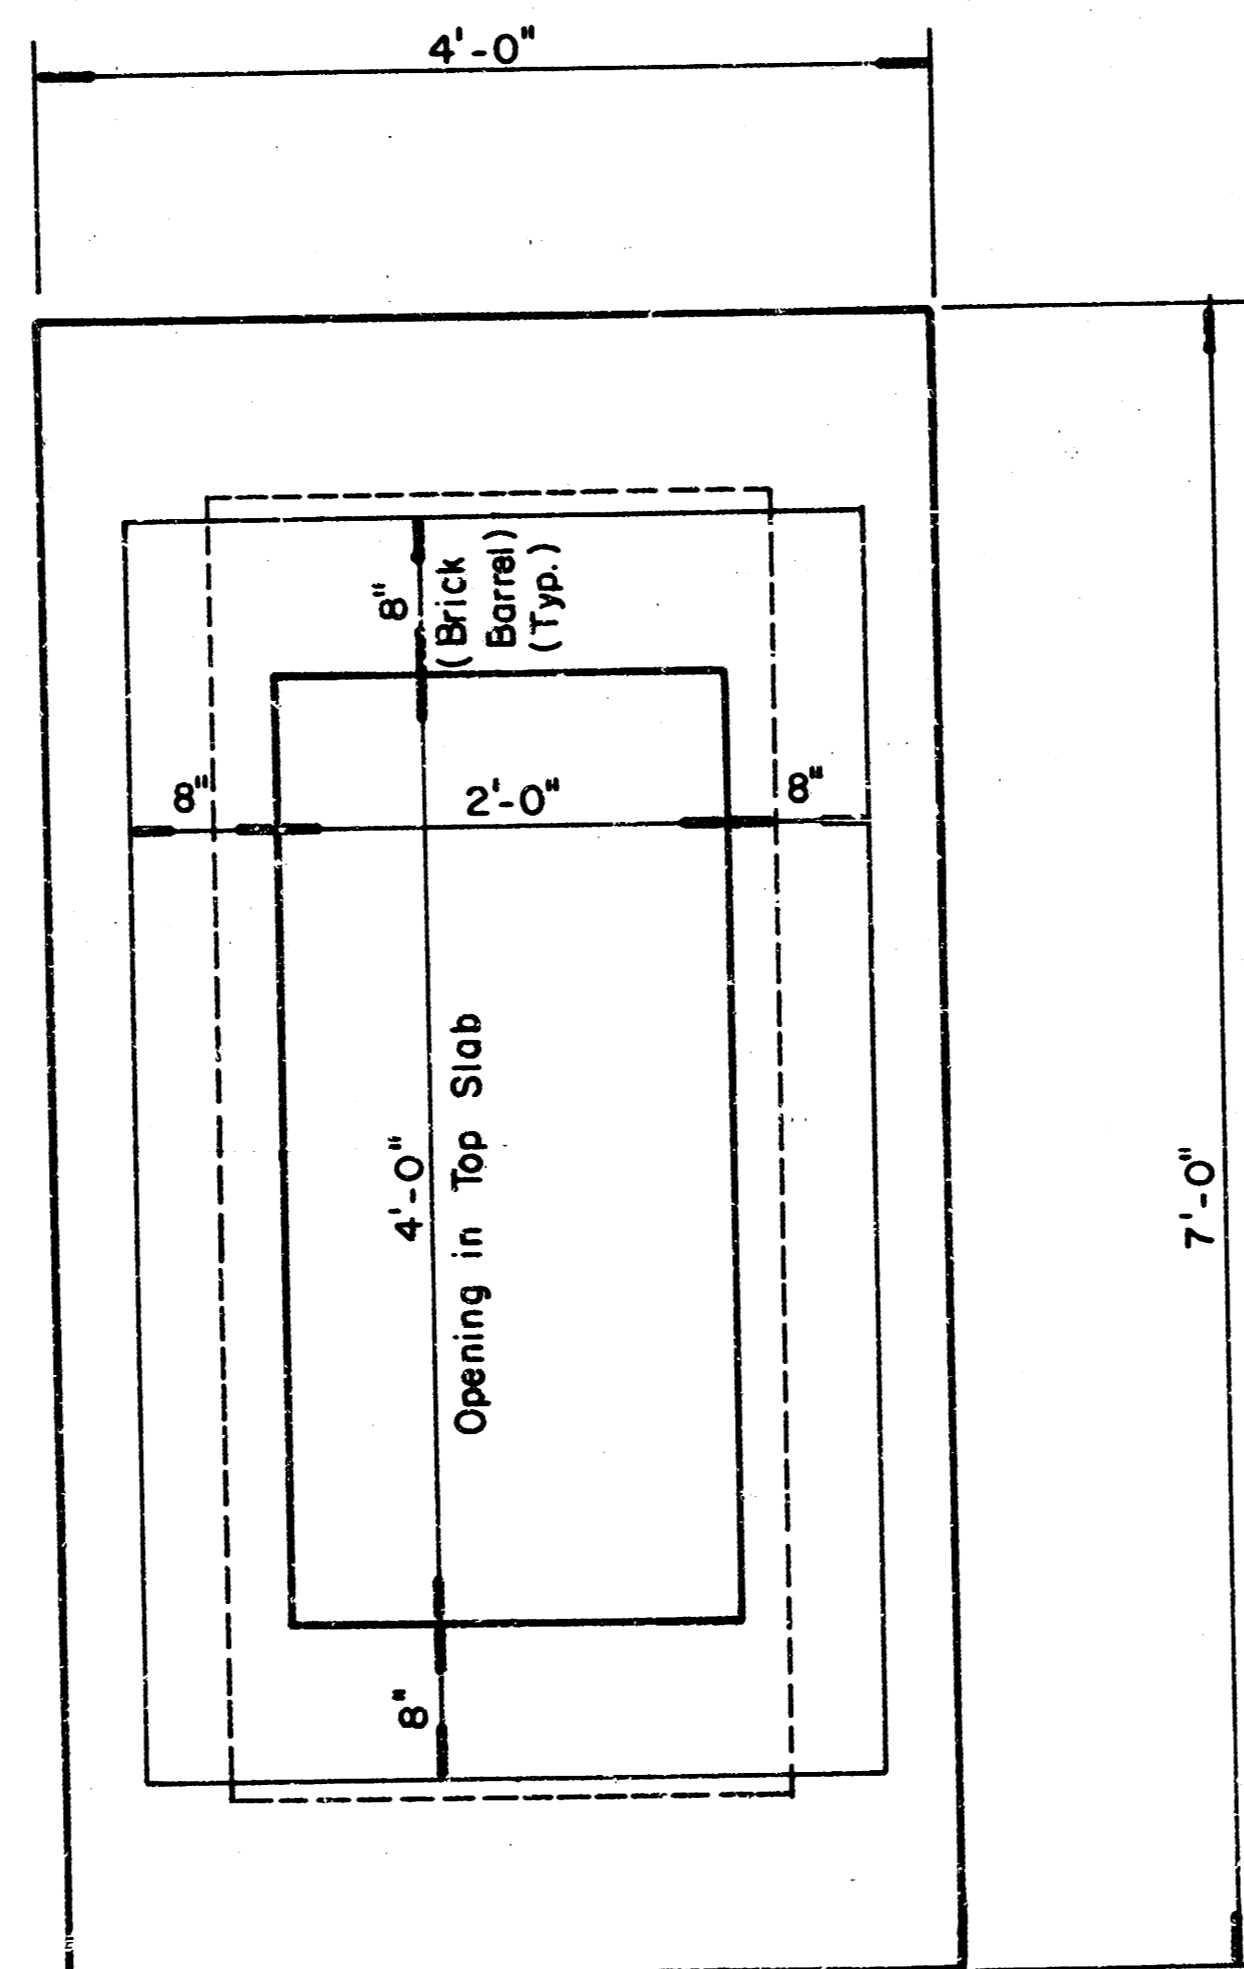 4'-0"
8"
(Brick
Barrel)
(Typ.)
8"
2'-0"
8"
4'-0"
Opening in Top Slab
7'-0"
8"